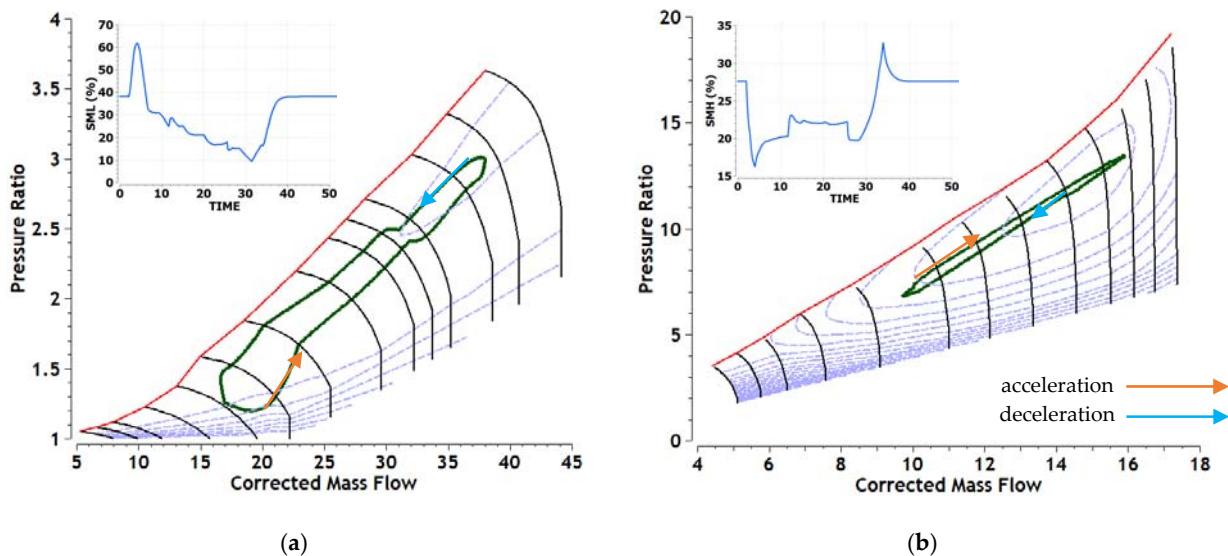 4
3.5
3
2.5
2
1.5
1
Pressure Ratio
5 10 15 20 25 30 35 40 45
Corrected Mass Flow
70
60
50
40
30
20
10
0
SML (%)
0 10 20 30 40 50
TIME
(a)
20
15
10
5
0
Pressure Ratio
4 6 8 10 12 14 16 18
Corrected Mass Flow
35
30
25
20
15
SMH (%)
0 10 20 30 40 50
TIME
acceleration
deceleration
(b)